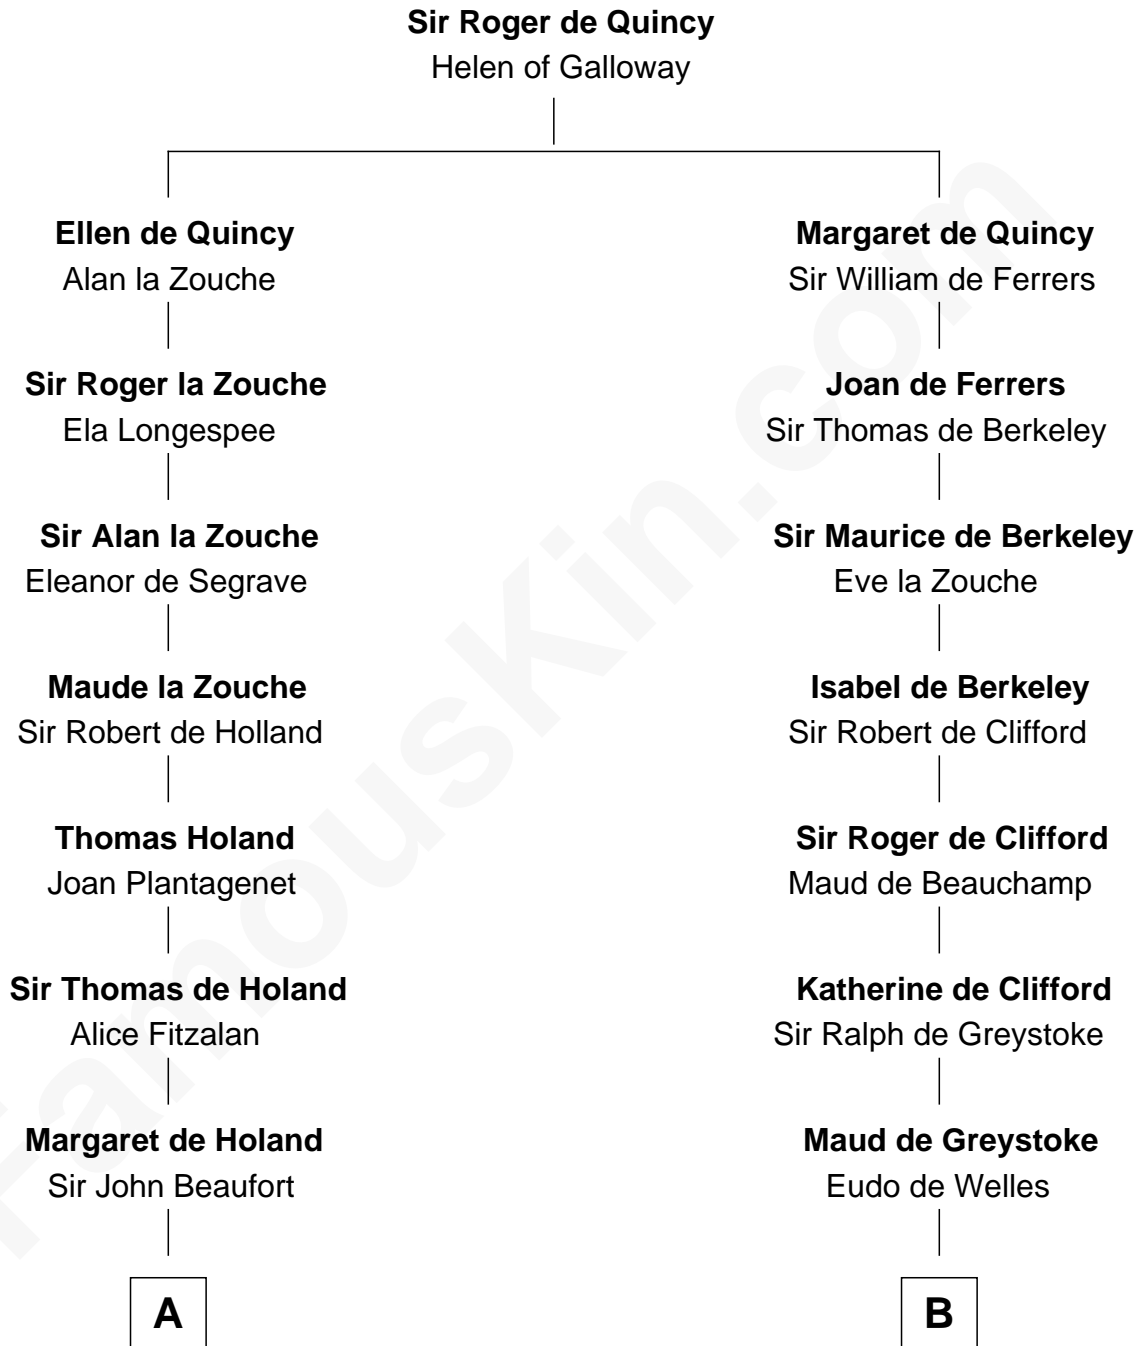 Sir Roger de Quincy
Helen of Galloway
Ellen de Quincy
Alan la Zouche
Margaret de Quincy
Sir William de Ferrers
Sir Roger la Zouche
Ela Longespee
Joan de Ferrers
Sir Thomas de Berkeley
Sir Alan la Zouche
Eleanor de Segrave
Sir Maurice de Berkeley
Eve la Zouche
Maude la Zouche
Sir Robert de Holland
Isabel de Berkeley
Sir Robert de Clifford
Thomas Holand
Joan Plantagenet
Sir Roger de Clifford
Maud de Beauchamp
Sir Thomas de Holand
Alice Fitzalan
Katherine de Clifford
Sir Ralph de Greystoke
Margaret de Holand
Sir John Beaufort
Maud de Greystoke
Eudo de Welles
A
B
FamousKin.com